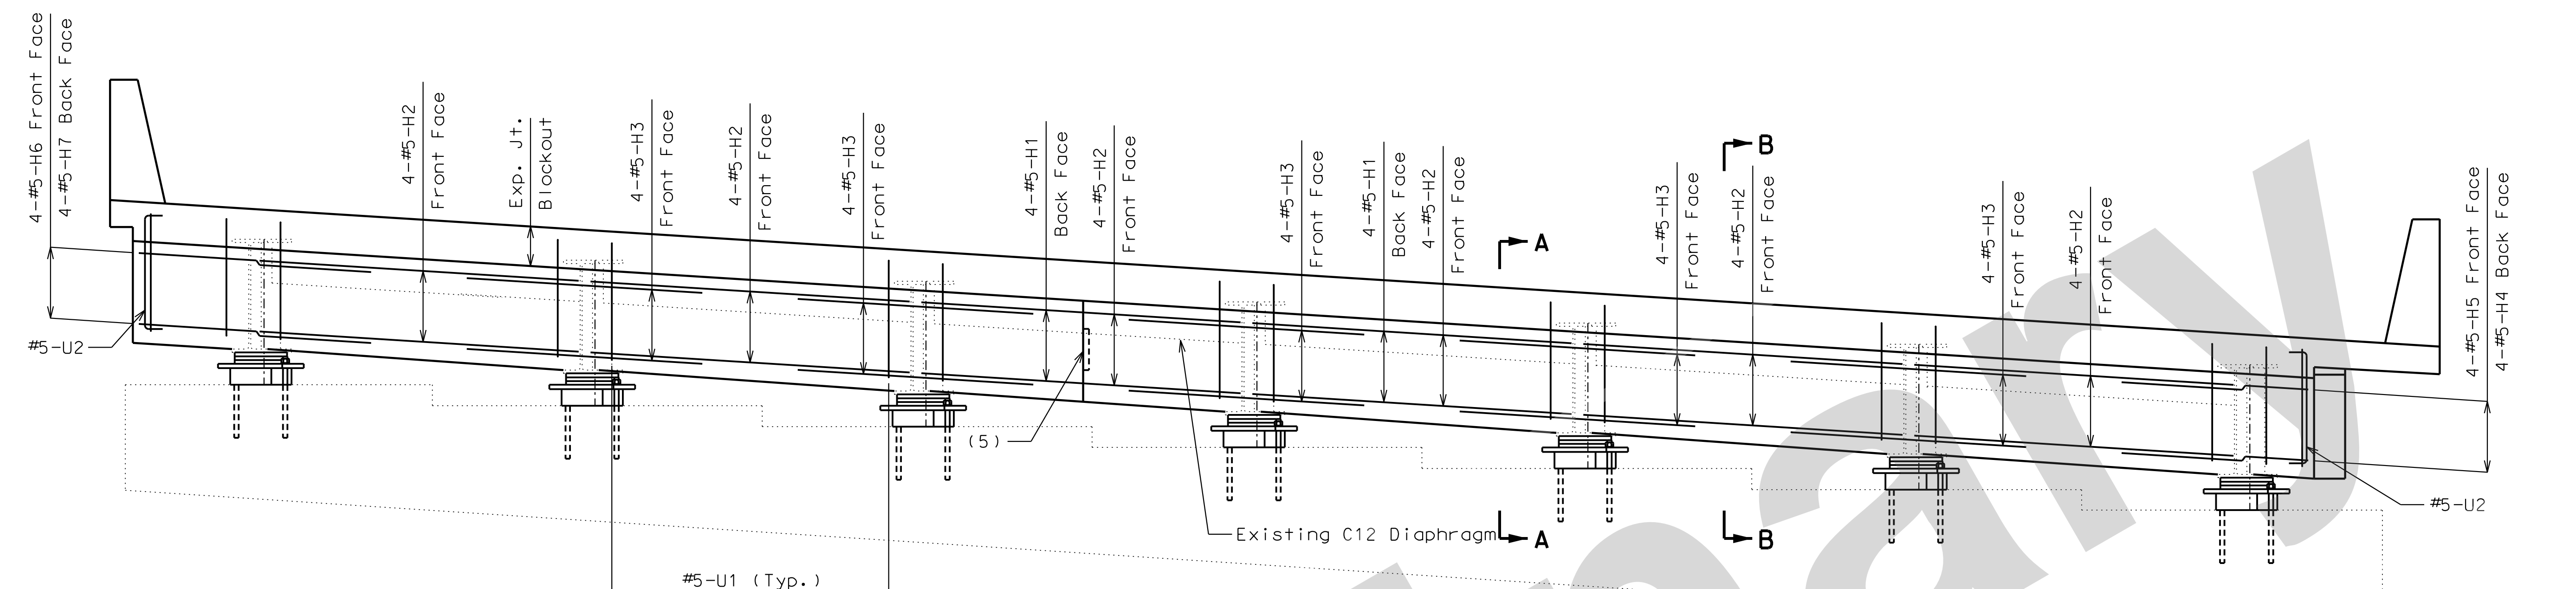 4-#5-H6 Front Face
4-#5-H7 Back Face
4-#5-H2
Front Face
Exp. Jt.
Blockout
4-#5-H3
Front Face
4-#5-H2
Front Face
4-#5-H3
Front Face
4-#5-H1
Back Face
4-#5-H2
Front Face
4-#5-H3
Front Face
4-#5-H1
Back Face
4-#5-H2
Front Face
A
4-#5-H3
Front Face
B
4-#5-H2
Front Face
4-#5-H3
Front Face
4-#5-H2
Front Face
4-#5-H5 Front Face
4-#5-H4 Back Face
#5-U2
(5)
Existing C12 Diaphragm
A
B
#5-U2
#5-U1 (Typ.)
ary